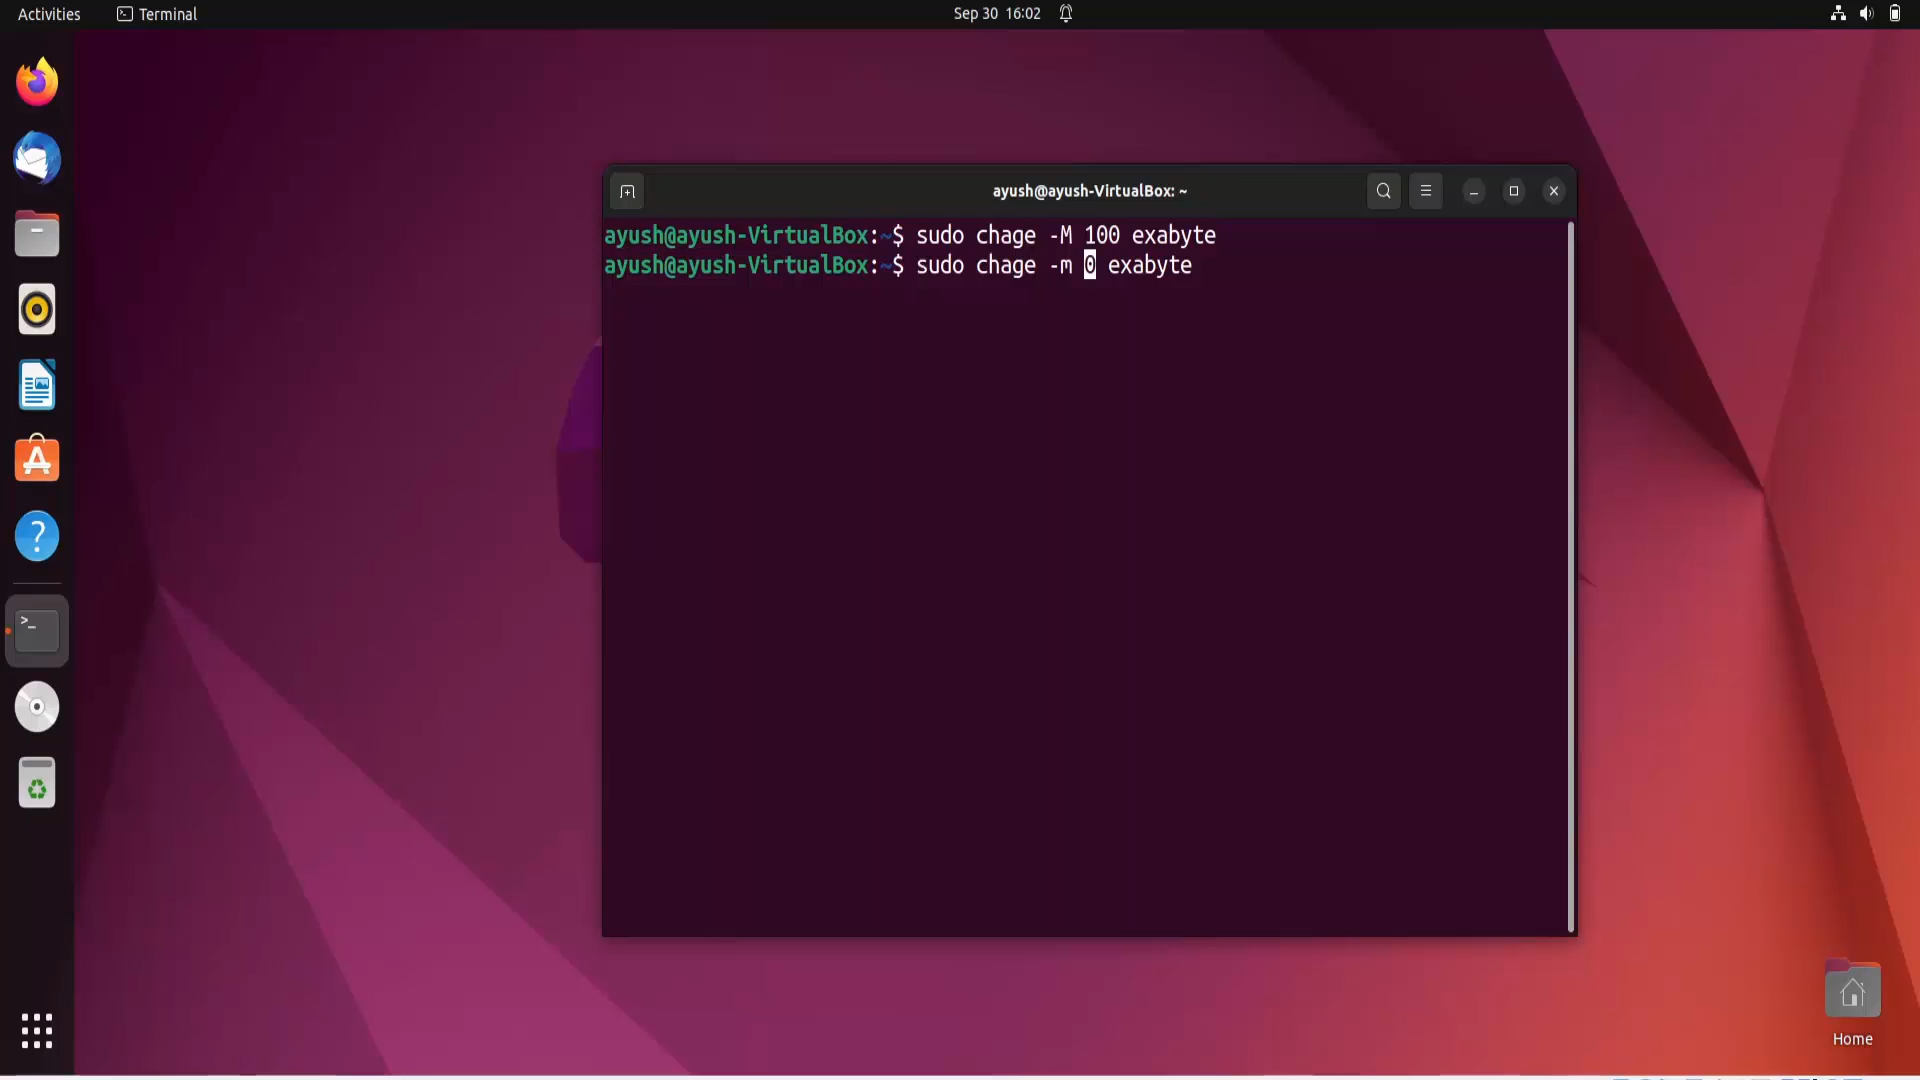 Activities
Terminal
Sep 30 16:02
ayush@ayush-VirtualBox: ~
ayush@ayush-VirtualBox:~$ sudo chage -M 100 exabyte
ayush@ayush-VirtualBox:~$ sudo chage -m 0 exabyte
Home